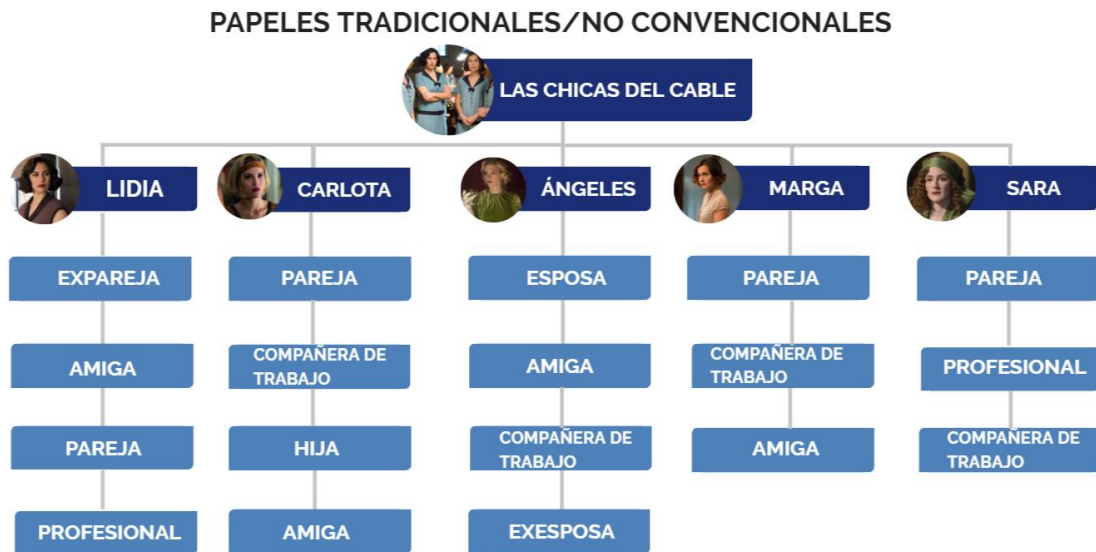 PAPELES TRADICIONALES/NO CONVENCIONALES
LAS CHICAS DEL CABLE
LIDIA
CARLOTA
ÁNGELES
MARGA
SARA
EXPAREJA
PAREJA
ESPOSA
PAREJA
PAREJA
AMIGA
COMPAÑERA DE
TRABAJO
AMIGA
COMPAÑERA DE
TRABAJO
PROFESIONAL
PAREJA
HIJA
COMPAÑERA DE
TRABAJO
AMIGA
COMPAÑERA DE
TRABAJO
PROFESIONAL
AMIGA
EXESPOSA